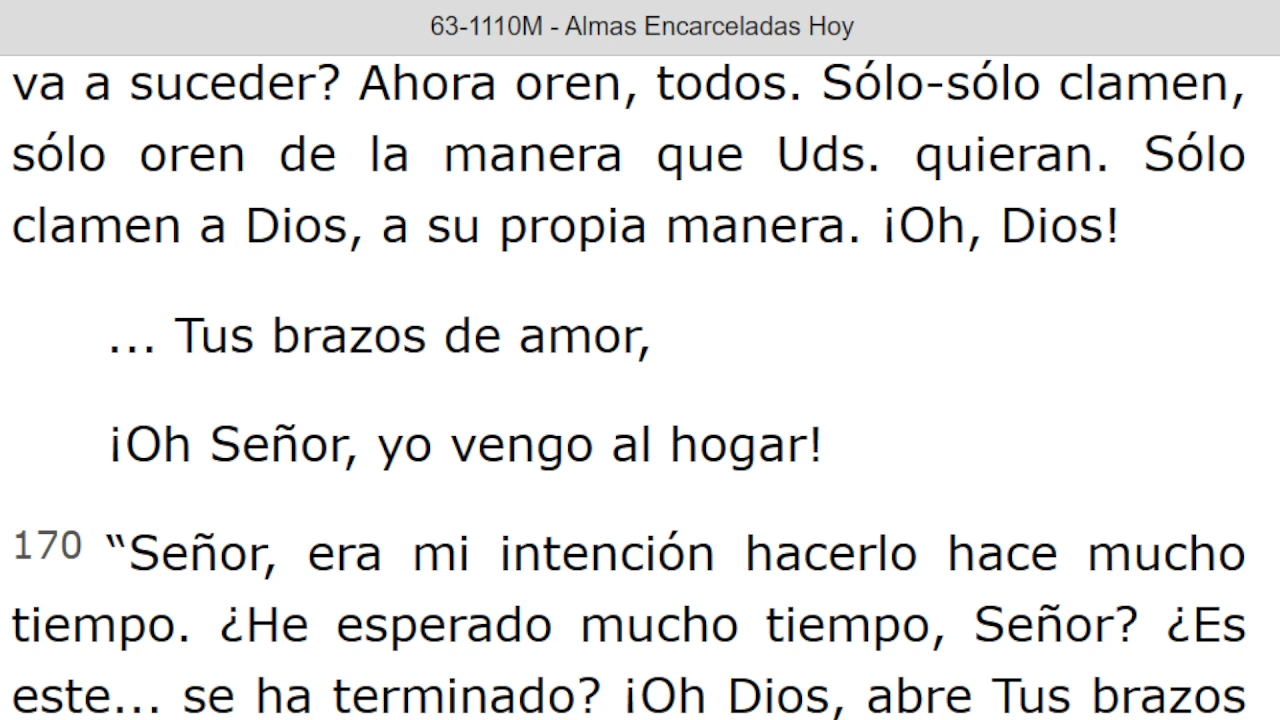 63-1110M - Almas Encarceladas Hoy
va a suceder? Ahora oren, todos. Sólo-sólo clamen,
sólo oren de la manera que Uds. quieran. Sólo
clamen a Dios, a su propia manera. ¡Oh, Dios!
... Tus brazos de amor,
¡Oh Señor, yo vengo al hogar!
170 “Señor, era mi intención hacerlo hace mucho
tiempo. ¿He esperado mucho tiempo, Señor? ¿Es
este... se ha terminado? ¡Oh Dios, abre Tus brazos